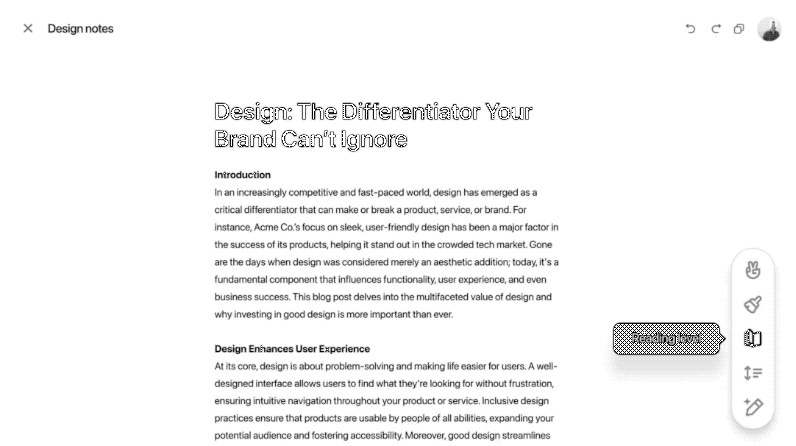 Design notes
Design: The Differentiator Your
Brand Can't Ignore
Introduction
In an increasingly competitive and fast-paced world, design has emerged as a
critical differentiator that can make or break a product, service, or brand. For
instance, Acme Co.'s focus on sleek, user-friendly design has been a major factor in
the success of its products, helping it stand out in the crowded tech market. Gone
are the days when design was considered merely an aesthetic addition; today, it's a
fundamental component that influences functionality, user experience, and even
business success. This blog post delves into the multifaceted value of design and
why investing in good design is more important than ever.
Reading level
Design Enhances User Experience
At its core, design is about problem-solving and making life easier for users. A well-
designed interface allows users to find what they're looking for without frustration,
ensuring intuitive navigation throughout your product or service. Inclusive design
practices ensure that products are usable by people of all abilities, expanding your
potential audience and fostering accessibility. Moreover, good design streamlines